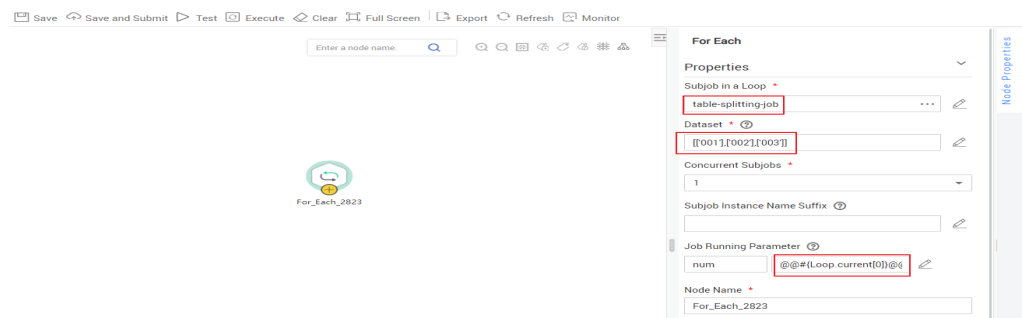 Save Save and Submit Test Execute Clear Full Screen Export Refresh Monitor
Enter a node name
For_Each_2823
For Each
Properties
Subjob in a Loop *
table-splitting-job ...
Dataset * ?
[['001'],['002'],['003']]
Concurrent Subjobs *
1
Subjob Instance Name Suffix ?
Job Running Parameter ?
num @@#{Loop.current[0]}@@
Node Name *
For_Each_2823
Node Properties